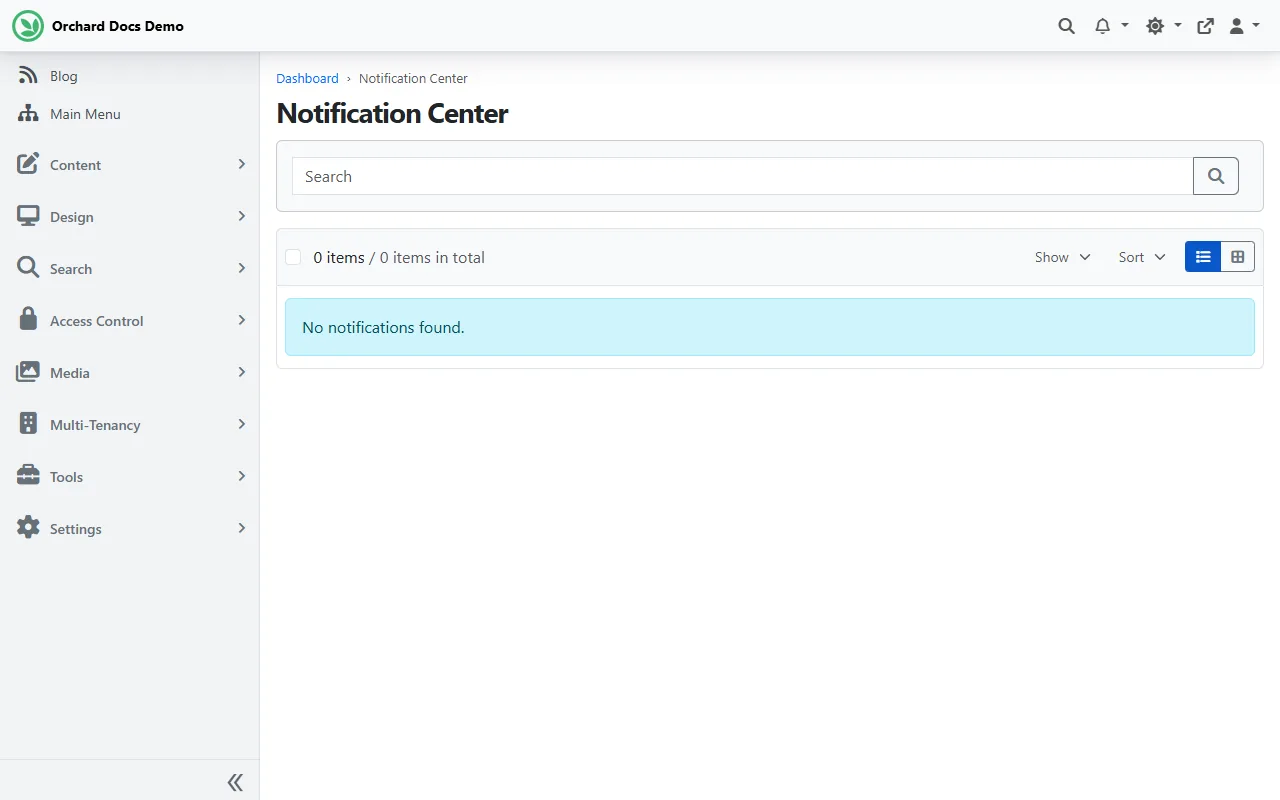 Orchard Docs Demo
Blog
Main Menu
Content
Design
Search
Access Control
Media
Multi-Tenancy
Tools
Settings
Dashboard › Notification Center
Notification Center
Search
0 items / 0 items in total
Show
Sort
No notifications found.